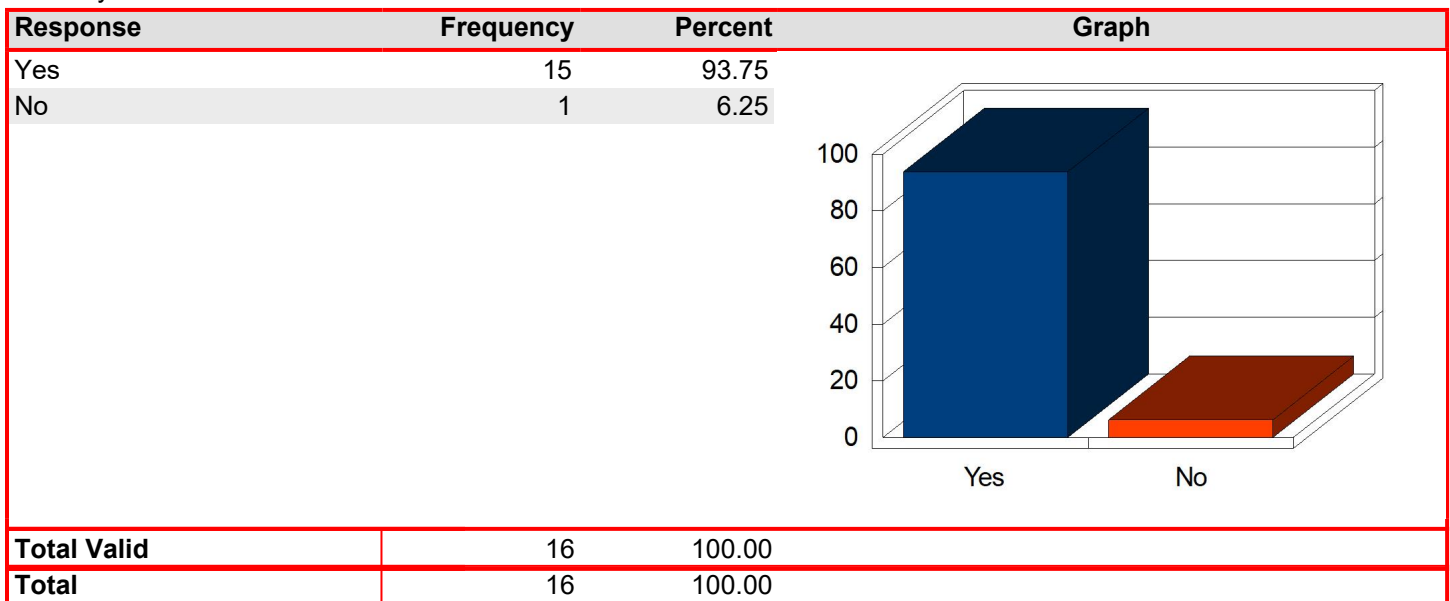 Response Frequency Percent Graph
Yes 15 93.75
No 1 6.25
100
80
60
40
20
0
Yes No
Total Valid 16 100.00
Total 16 100.00